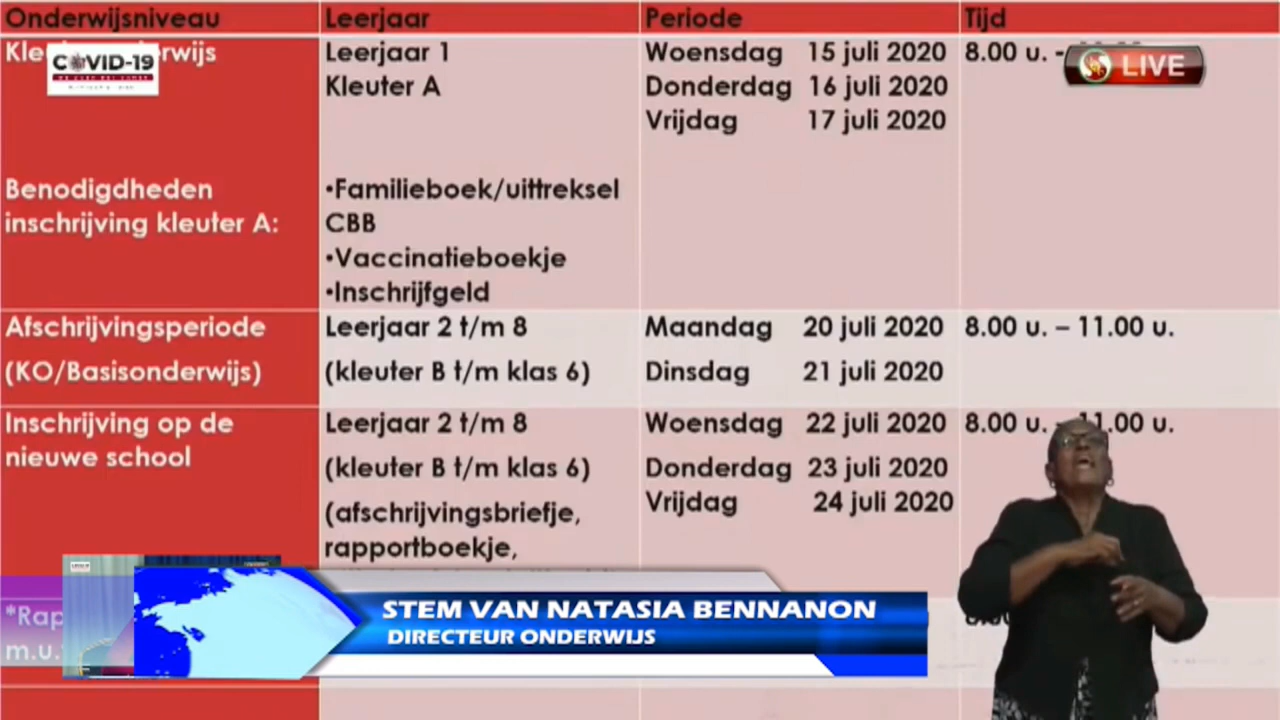 Onderwijsniveau Leerjaar Periode Tijd
Leerjaar 1 Woensdag 15 juli 2020 8.00 u. -
COVID-19
LIVE
Kleuter A Donderdag 16 juli 2020
Vrijdag 17 juli 2020
Benodigdheden •Familieboek/uittreksel
inschrijving kleuter A: CBB
•Vaccinatieboekje
•Inschrijfgeld
Afschrijvingsperiode Leerjaar 2 t/m 8 Maandag 20 juli 2020 8.00 u. – 11.00 u.
(KO/Basisonderwijs) (kleuter B t/m klas 6) Dinsdag 21 juli 2020
Inschrijving op de Leerjaar 2 t/m 8 Woensdag 22 juli 2020 8.00 u.
nieuwe school (kleuter B t/m klas 6) Donderdag 23 juli 2020
Vrijdag 24 juli 2020
(afschrijvingsbriefje,
rapportboekje,
STEM VAN NATASIA BENNANON
DIRECTEUR ONDERWIJS